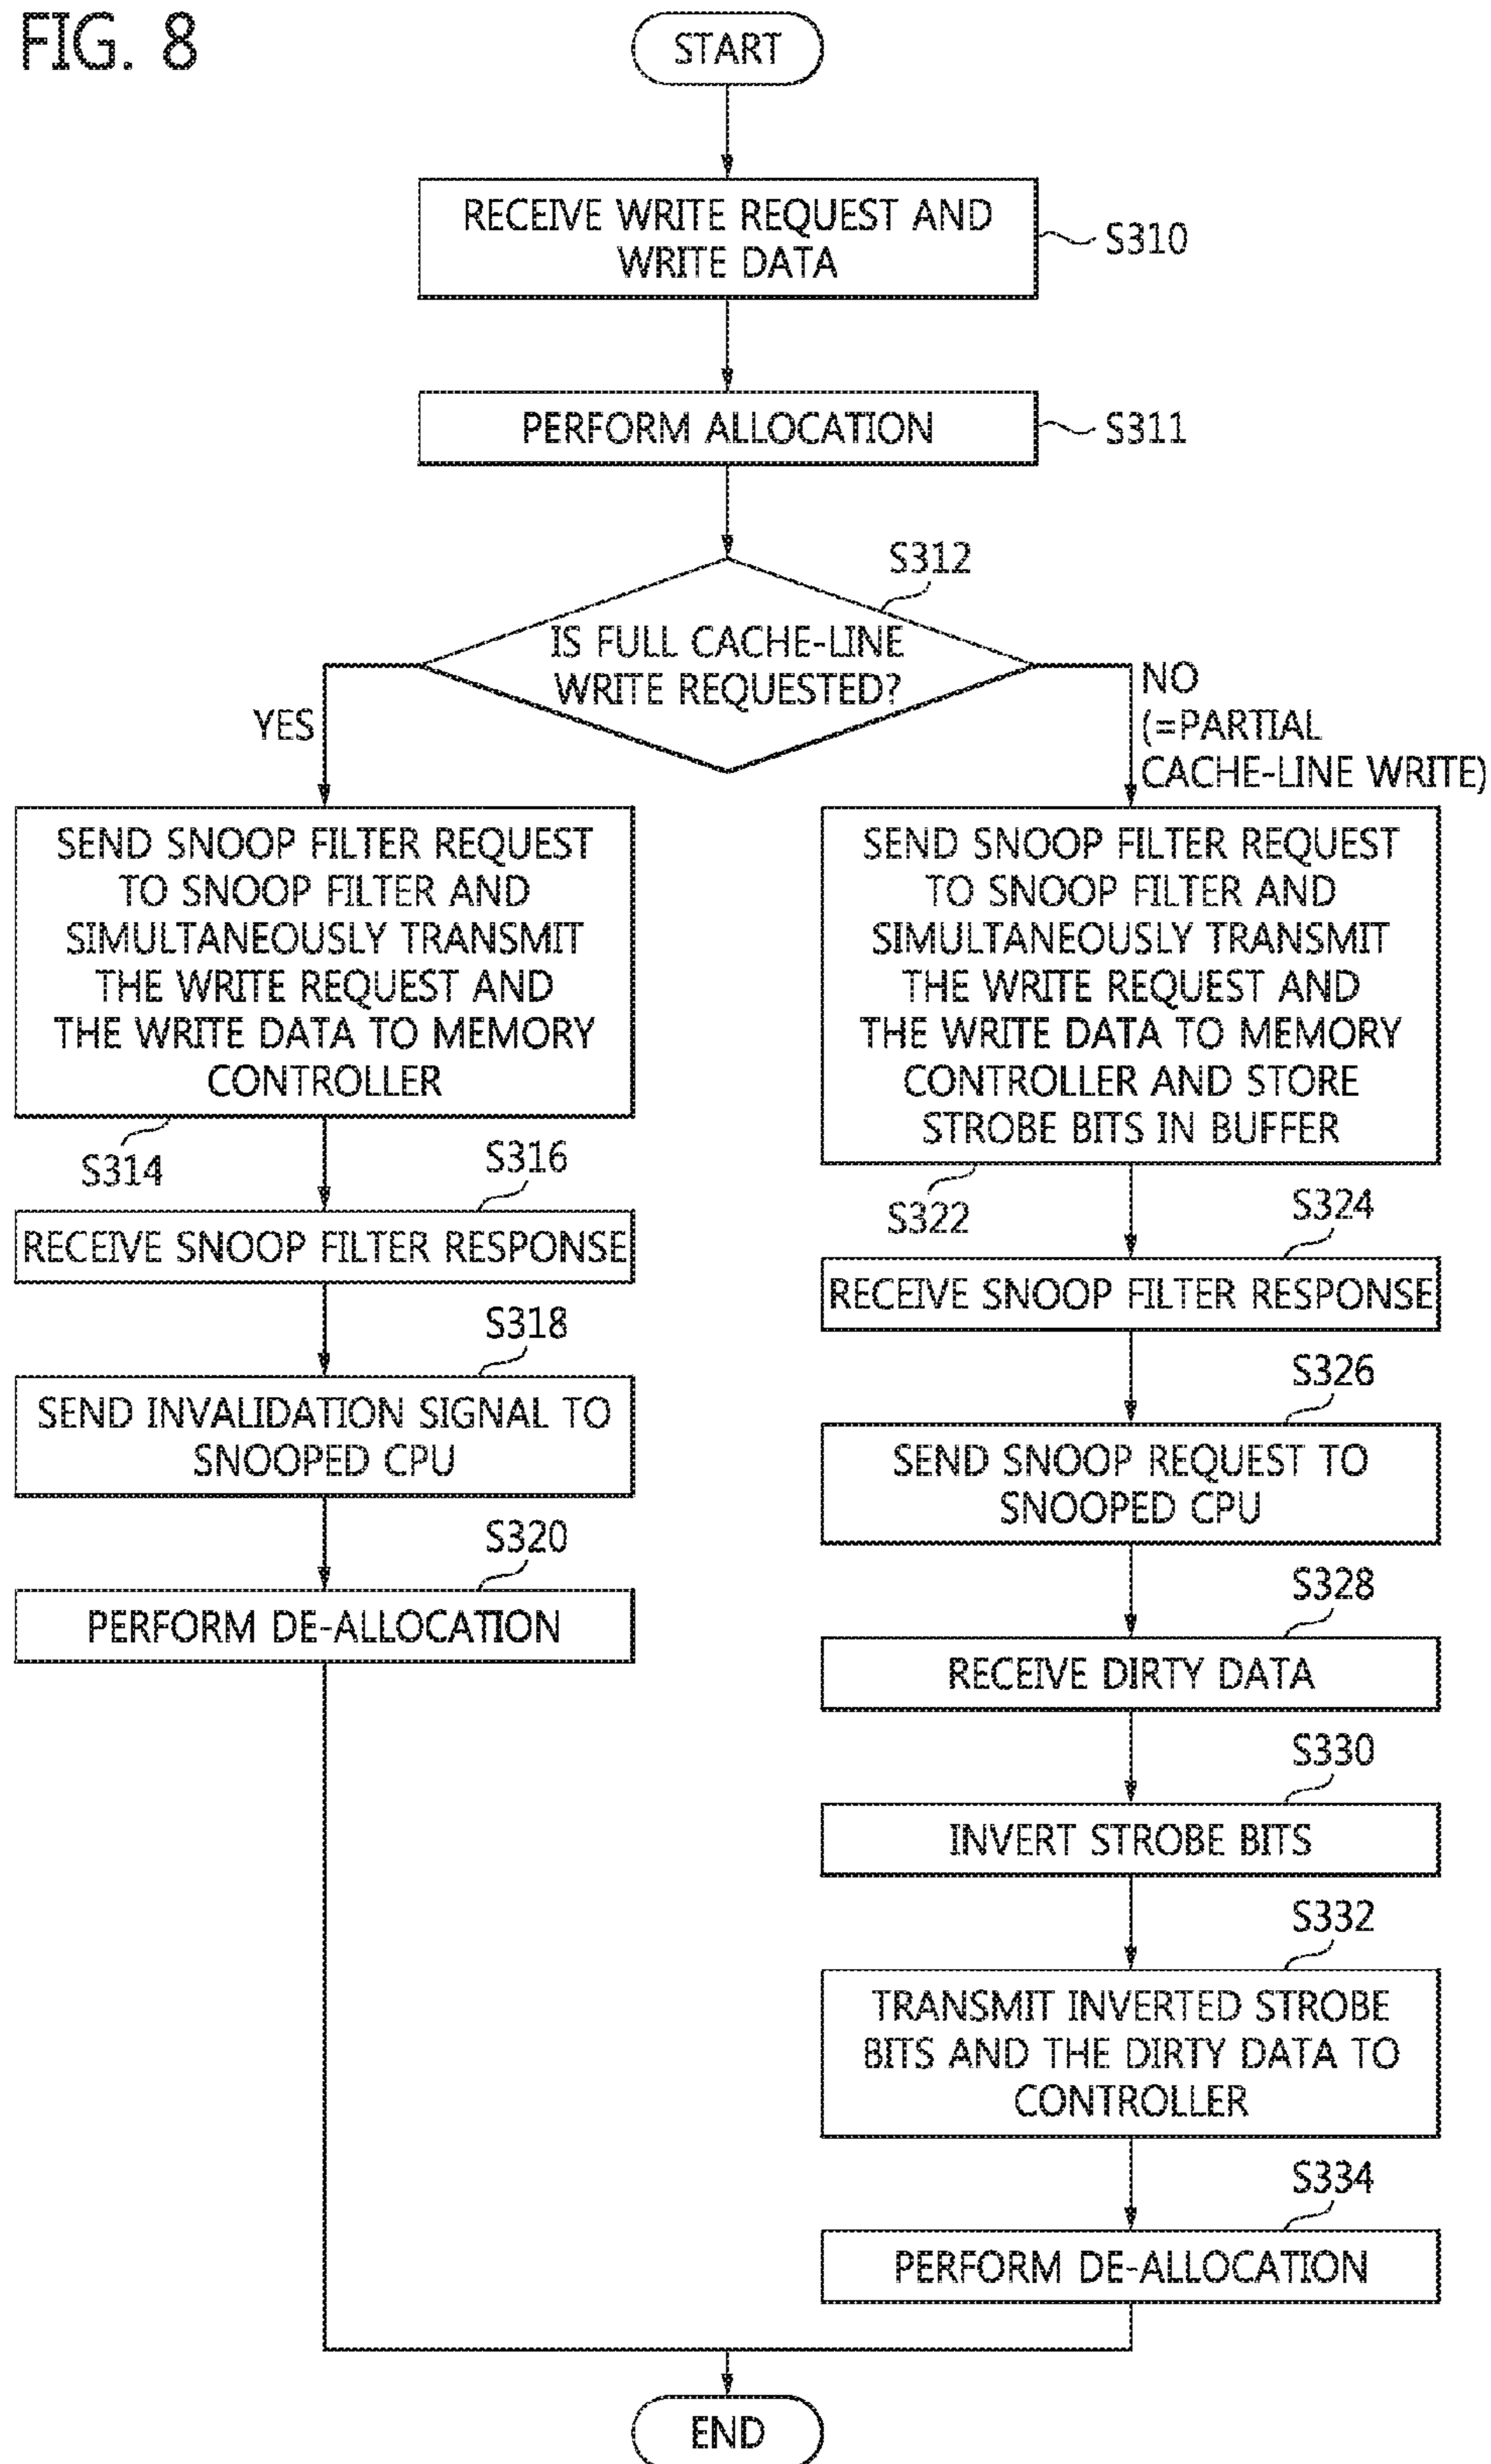 FIG. 8
START
RECEIVE WRITE REQUEST AND
WRITE DATA
S310
PERFORM ALLOCATION
S311
S312
IS FULL CACHE-LINE
WRITE REQUESTED?
YES
NO
(=PARTIAL
CACHE-LINE WRITE)
SEND SNOOP FILTER REQUEST
TO SNOOP FILTER AND
SIMULTANEOUSLY TRANSMIT
THE WRITE REQUEST AND
THE WRITE DATA TO MEMORY
CONTROLLER
S314
S316
RECEIVE SNOOP FILTER RESPONSE
S318
SEND INVALIDATION SIGNAL TO
SNOOPED CPU
S320
PERFORM DE-ALLOCATION
SEND SNOOP FILTER REQUEST
TO SNOOP FILTER AND
SIMULTANEOUSLY TRANSMIT
THE WRITE REQUEST AND
THE WRITE DATA TO MEMORY
CONTROLLER AND STORE
STROBE BITS IN BUFFER
S322
S324
RECEIVE SNOOP FILTER RESPONSE
S326
SEND SNOOP REQUEST TO
SNOOPED CPU
S328
RECEIVE DIRTY DATA
S330
INVERT STROBE BITS
S332
TRANSMIT INVERTED STROBE
BITS AND THE DIRTY DATA TO
CONTROLLER
S334
PERFORM DE-ALLOCATION
END